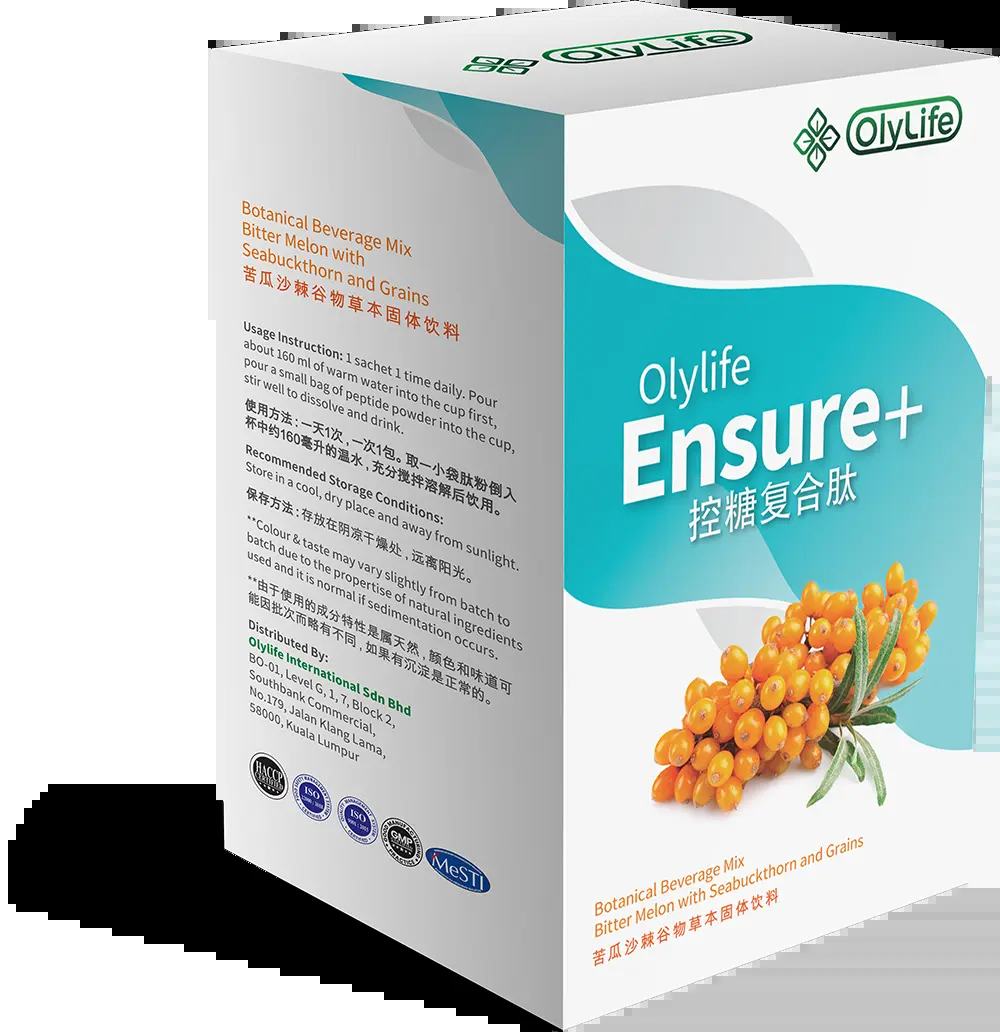 OlyLife
OlyLife
Botanical Beverage Mix
Bitter Melon with
Seabuckthorn and Grains
苦瓜沙棘谷物草本固体饮料
Usage Instruction: 1 sachet 1 time daily. Pour
about 160 ml of warm water into the cup first,
pour a small bag of peptide powder into the cup,
stir well to dissolve and drink.
使用方法：一天1次，一次1包。取一小袋肽粉倒入
杯中约160毫升的温水，充分搅拌溶解后饮用。
Recommended Storage Conditions:
Store in a cool, dry place and away from sunlight.
保存方法：存放在阴凉干燥处，远离阳光。
**Colour & taste may vary slightly from batch to
batch due to the propertise of natural ingredients
used and it is normal if sedimentation occurs.
**由于使用的成分特性是属天然，颜色和味道可
能因批次而略有不同，如果有沉淀是正常的。
Distributed By:
Olylife International Sdn Bhd
BO-01, Level G, 1, 7, Block 2,
Southbank Commercial,
No.179, Jalan Klang Lama,
58000, Kuala Lumpur
HACCP
ISO
ISO
GMP
MeSTI
Olylife
Ensure+
控糖复合肽
Botanical Beverage Mix
Bitter Melon with Seabuckthorn and Grains
苦瓜沙棘谷物草本固体饮料